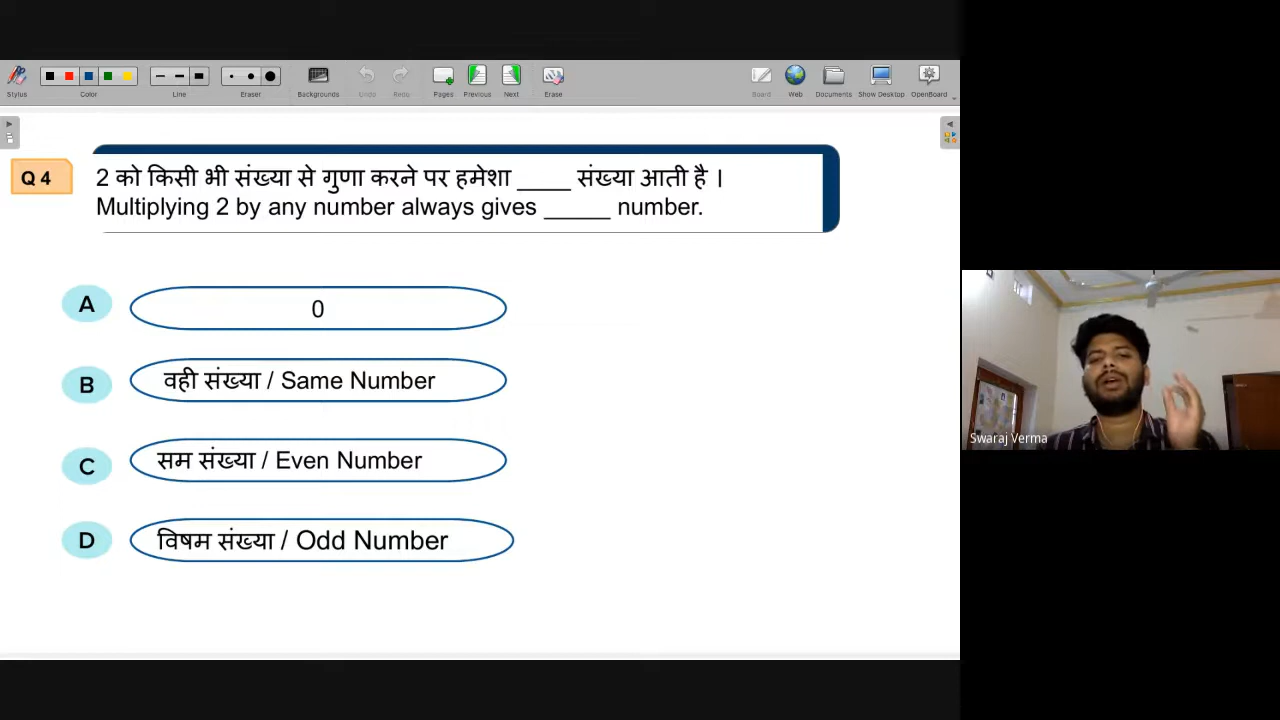 Stylus
Color
Line
Eraser
Backgrounds
Undo
Redo
Pages
Previous
Next
Erase
Board
Web
Documents
Show Desktop
OpenBoard
Q 4
2 को किसी भी संख्या से गुणा करने पर हमेशा ____ संख्या आती है ।
Multiplying 2 by any number always gives _____ number.
A
0
B
वही संख्या / Same Number
C
सम संख्या / Even Number
D
विषम संख्या / Odd Number
Swaraj Verma